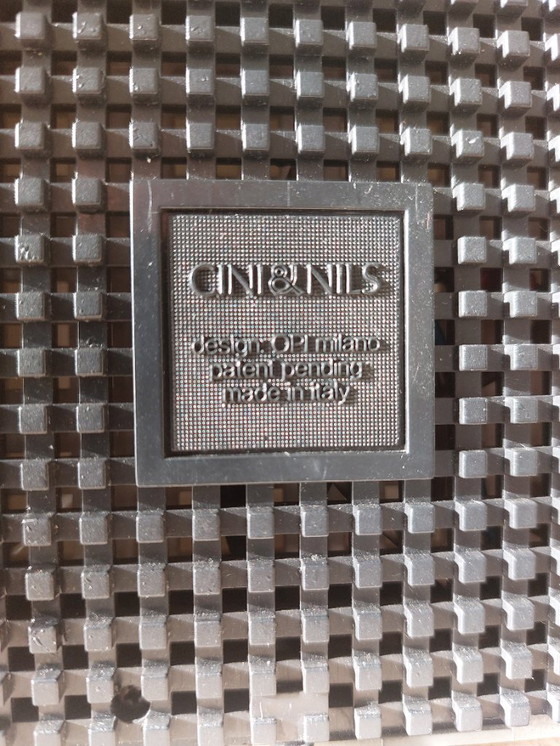 CINI&NILS
design: OPI milano
patent pending
made in italy